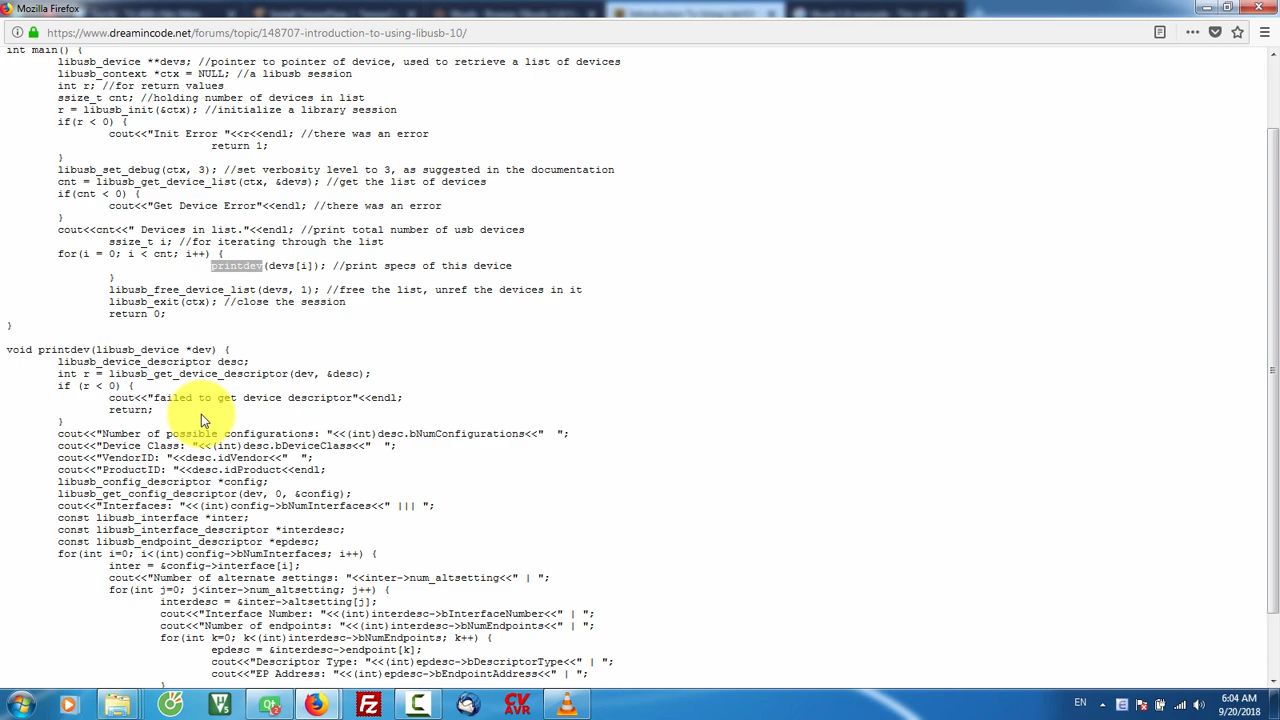 Mozilla Firefox
https://www.dreamincode.net/forums/topic/148707-introduction-to-using-libusb-10/
int main() {
libusb_device **devs; //pointer to pointer of device, used to retrieve a list of devices
libusb_context *ctx = NULL; //a libusb session
int r; //for return values
ssize_t cnt; //holding number of devices in list
r = libusb_init(&ctx); //initialize a library session
if(r < 0) {
cout<<"Init Error "<<r<<endl; //there was an error
return 1;
}
libusb_set_debug(ctx, 3); //set verbosity level to 3, as suggested in the documentation
cnt = libusb_get_device_list(ctx, &devs); //get the list of devices
if(cnt < 0) {
cout<<"Get Device Error"<<endl; //there was an error
}
cout<<cnt<<" Devices in list."<<endl; //print total number of usb devices
ssize_t i; //for iterating through the list
for(i = 0; i < cnt; i++) {
printdev(devs[i]); //print specs of this device
}
libusb_free_device_list(devs, 1); //free the list, unref the devices in it
libusb_exit(ctx); //close the session
return 0;
}
void printdev(libusb_device *dev) {
libusb_device_descriptor desc;
int r = libusb_get_device_descriptor(dev, &desc);
if (r < 0) {
cout<<"failed to get device descriptor"<<endl;
return;
}
cout<<"Number of possible configurations: "<<(int)desc.bNumConfigurations<<"  ";
cout<<"Device Class: "<<(int)desc.bDeviceClass<<"  ";
cout<<"VendorID: "<<desc.idVendor<<"  ";
cout<<"ProductID: "<<desc.idProduct<<endl;
libusb_config_descriptor *config;
libusb_get_config_descriptor(dev, 0, &config);
cout<<"Interfaces: "<<(int)config->bNumInterfaces<<" ||| ";
const libusb_interface *inter;
const libusb_interface_descriptor *interdesc;
const libusb_endpoint_descriptor *epdesc;
for(int i=0; i<(int)config->bNumInterfaces; i++) {
inter = &config->interface[i];
cout<<"Number of alternate settings: "<<inter->num_altsetting<<" | ";
for(int j=0; j<inter->num_altsetting; j++) {
interdesc = &inter->altsetting[j];
cout<<"Interface Number: "<<(int)interdesc->bInterfaceNumber<<" | ";
cout<<"Number of endpoints: "<<(int)interdesc->bNumEndpoints<<" | ";
for(int k=0; k<(int)interdesc->bNumEndpoints; k++) {
epdesc = &interdesc->endpoint[k];
cout<<"Descriptor Type: "<<(int)epdesc->bDescriptorType<<" | ";
cout<<"EP Address: "<<(int)epdesc->bEndpointAddress<<" | ";
}
EN
6:04 AM
9/20/2018
CV
AVR